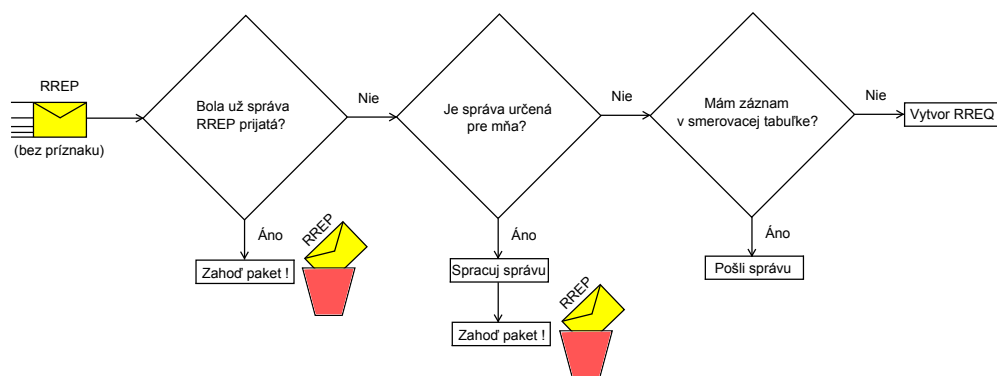 RREP
(bez príznaku)
Bola už správa
RREP prijatá?
Nie
Áno
Zahoď paket !
RREP
Je správa určená
pre mňa?
Nie
Áno
Spracuj správu
Zahoď paket !
RREP
Mám záznam
v smerovacej tabuľke?
Nie
Vytvor RREQ
Áno
Pošli správu